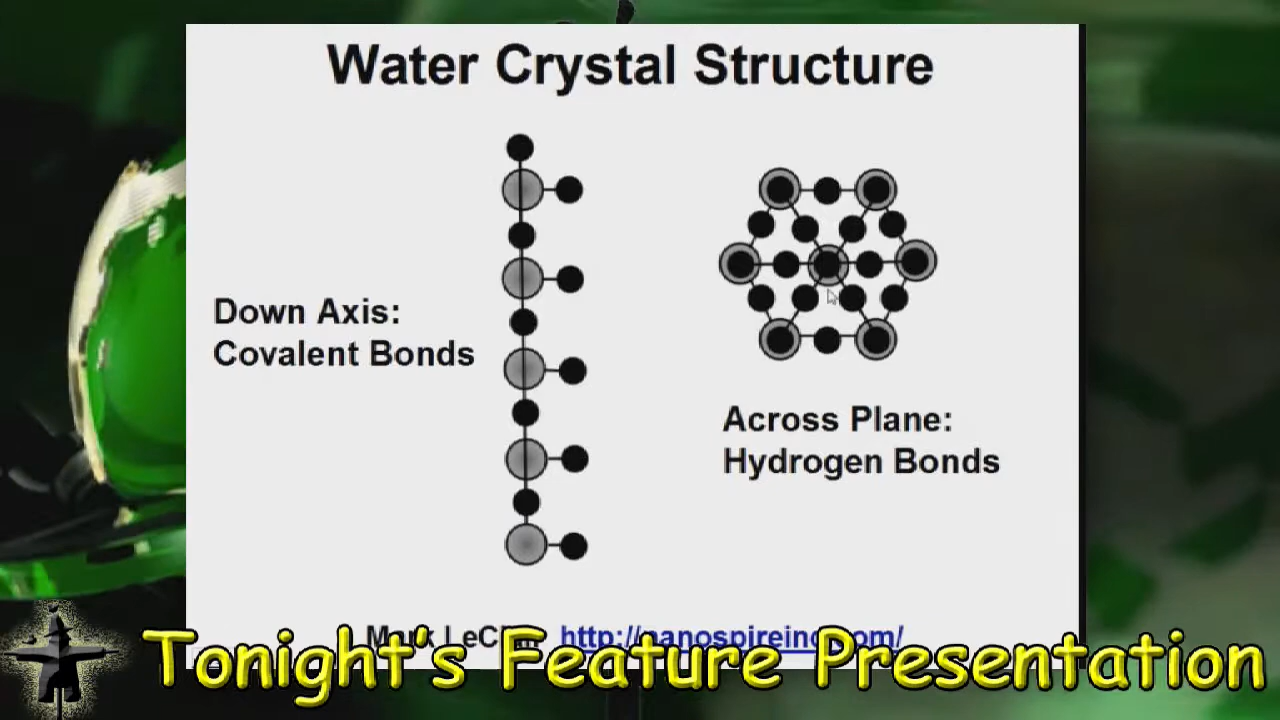 Water Crystal Structure
Down Axis:
Covalent Bonds
Across Plane:
Hydrogen Bonds
Tonight's Feature Presentation